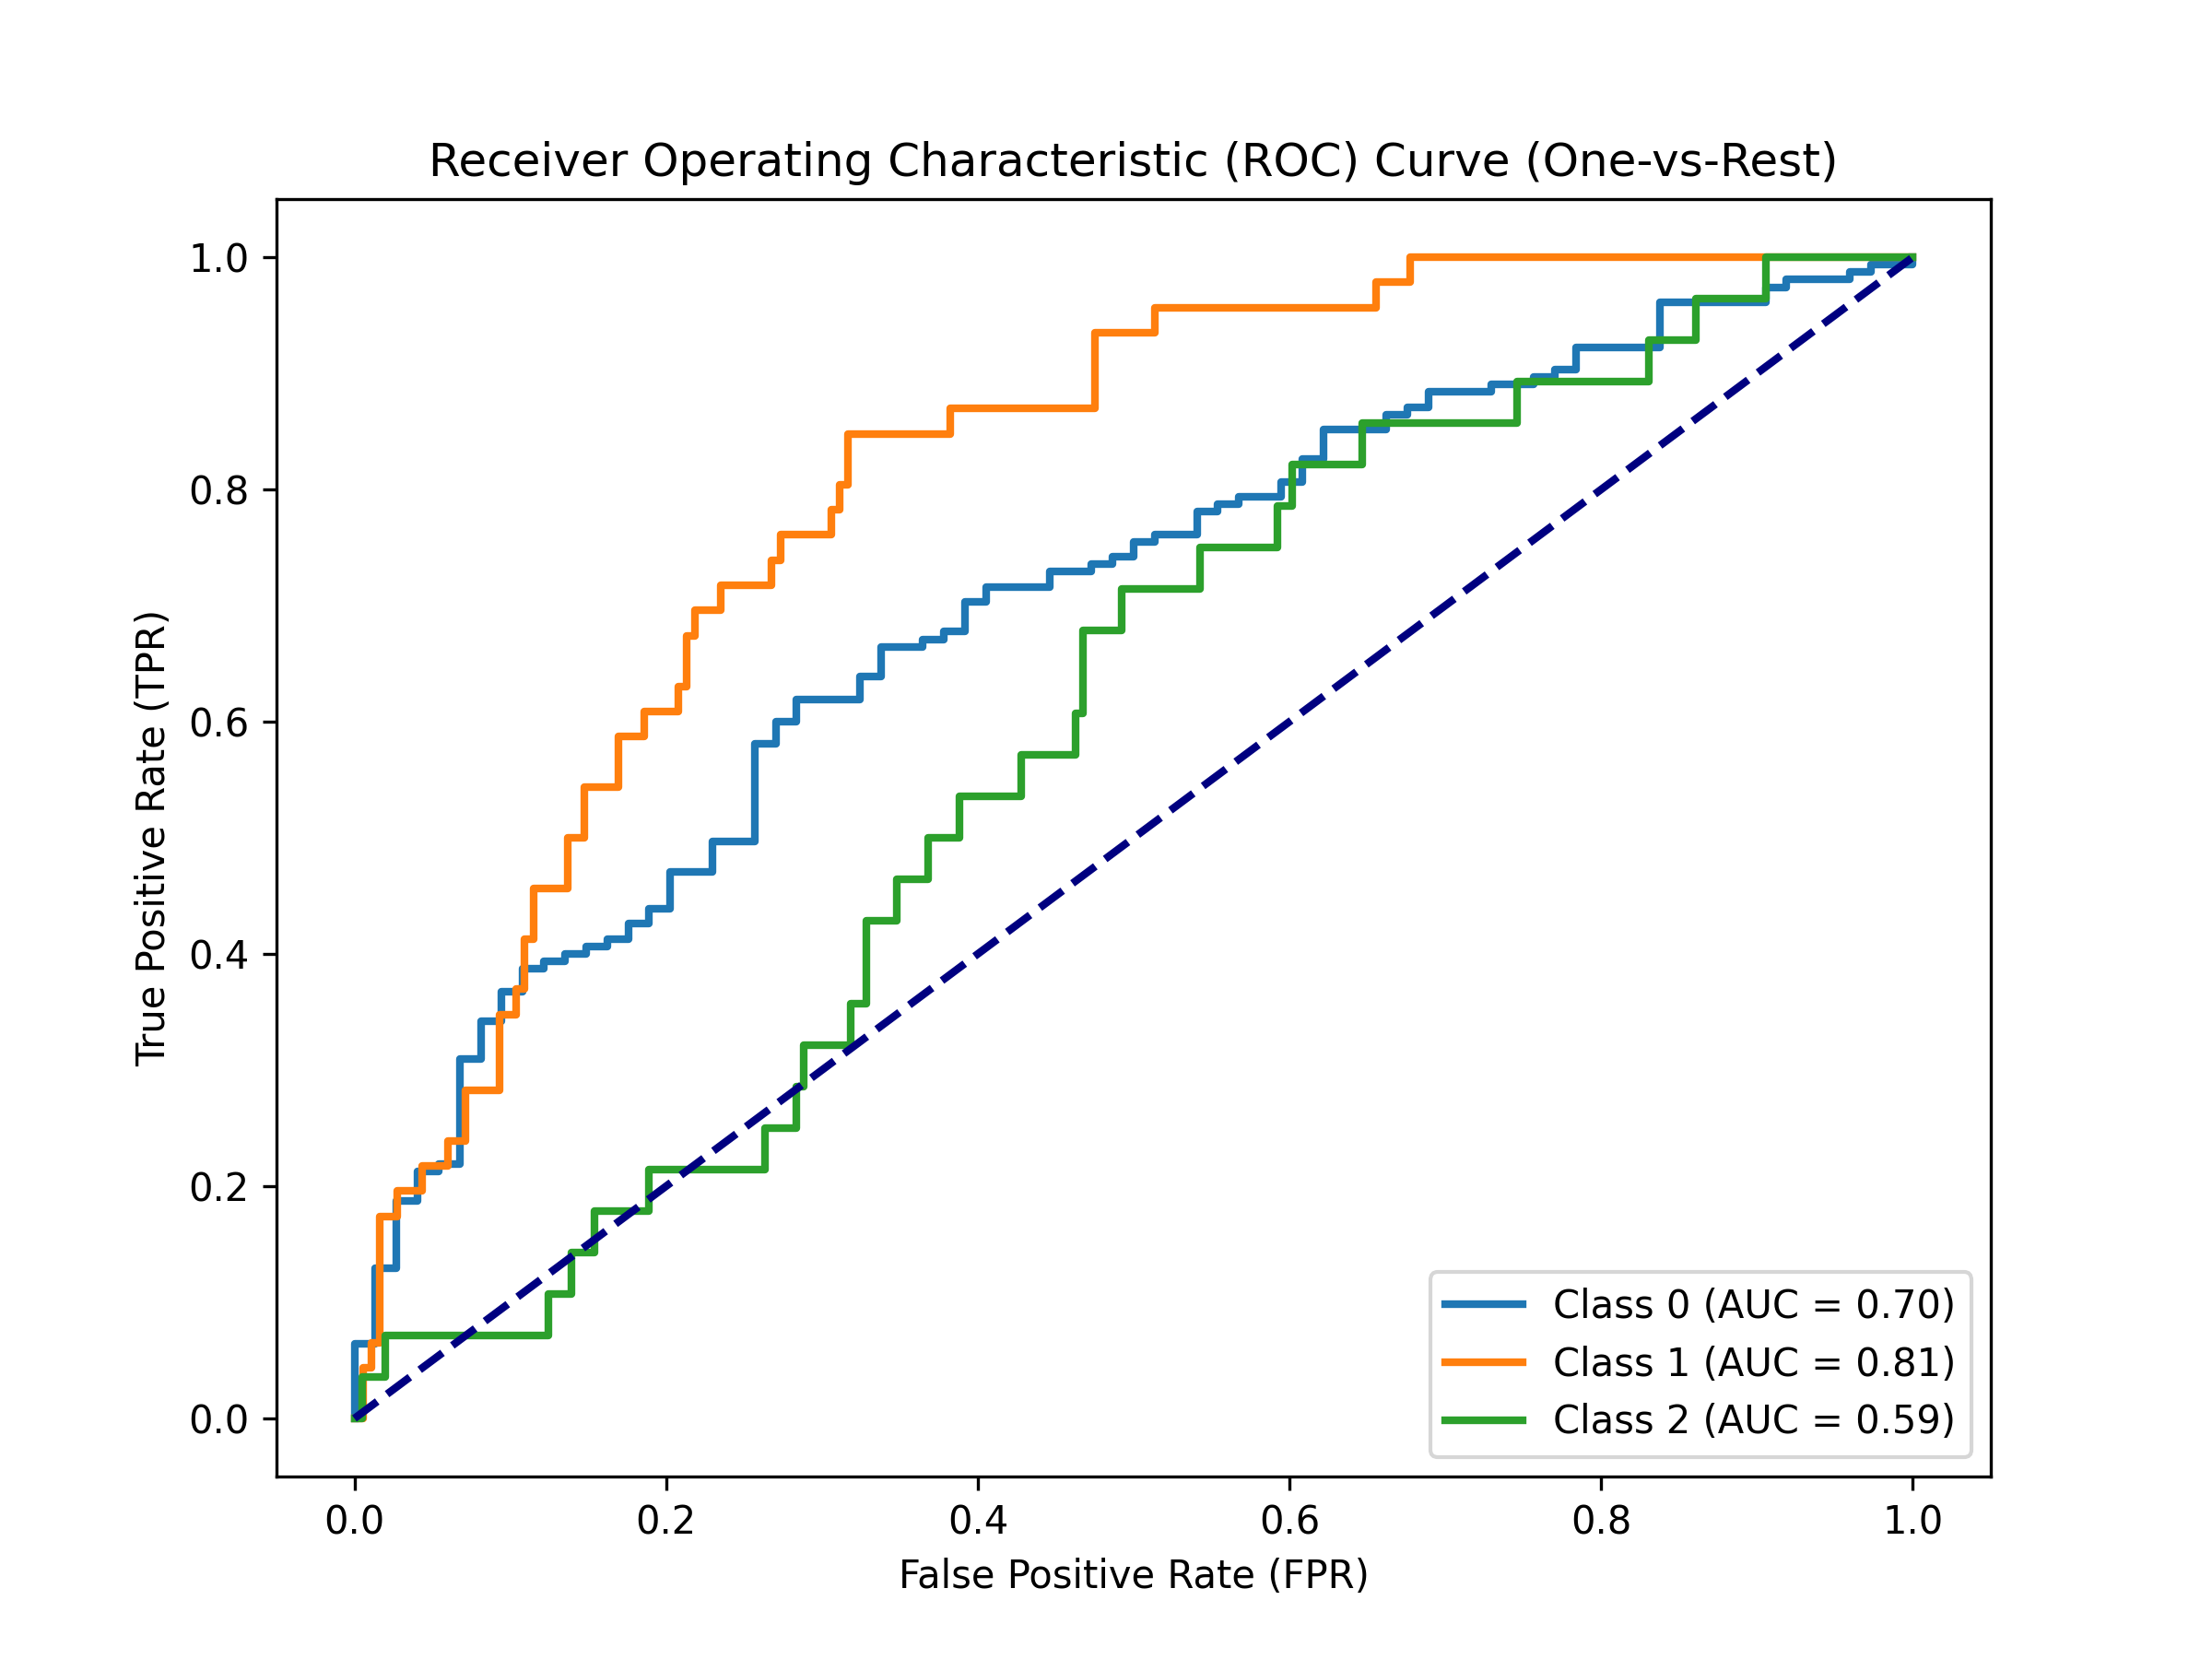 Receiver Operating Characteristic (ROC) Curve (One-vs-Rest)
True Positive Rate (TPR)
1.0
0.8
0.6
0.4
0.2
0.0
Class 0 (AUC = 0.70)
Class 1 (AUC = 0.81)
Class 2 (AUC = 0.59)
0.0 0.2 0.4 0.6 0.8 1.0
False Positive Rate (FPR)